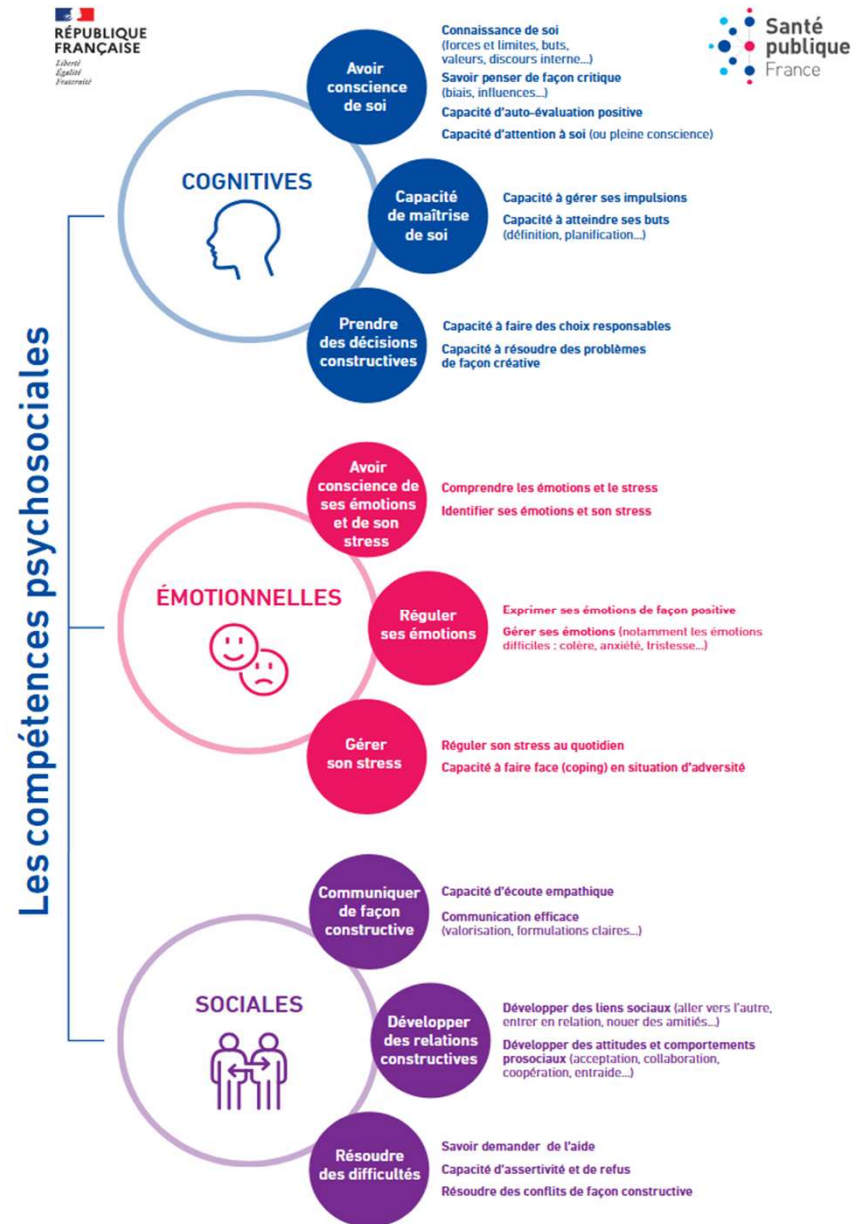 RÉPUBLIQUE
FRANÇAISE
Liberté
Égalité
Fraternité
Santé
publique
France
Les compétences psychosociales
COGNITIVES
Avoir
conscience
de soi
Connaissance de soi
(forces et limites, buts,
valeurs, discours interne...)
Savoir penser de façon critique
(biais, influences...)
Capacité d'auto-évaluation positive
Capacité d'attention à soi (ou pleine conscience)
Capacité
de maîtrise
de soi
Capacité à gérer ses impulsions
Capacité à atteindre ses buts
(définition, planification...)
Prendre
des décisions
constructives
Capacité à faire des choix responsables
Capacité à résoudre des problèmes
de façon créative
ÉMOTIONNELLES
Avoir
conscience de
ses émotions
et de son
stress
Comprendre les émotions et le stress
Identifier ses émotions et son stress
Réguler
ses émotions
Exprimer ses émotions de façon positive
Gérer ses émotions (notamment les émotions
difficiles : colère, anxiété, tristesse...)
Gérer
son stress
Réguler son stress au quotidien
Capacité à faire face (coping) en situation d'adversité
SOCIALES
Communiquer
de façon
constructive
Capacité d'écoute empathique
Communication efficace
(valorisation, formulations claires...)
Développer
des relations
constructives
Développer des liens sociaux (aller vers l'autre,
entrer en relation, nouer des amitiés...)
Développer des attitudes et comportements
prosociaux (acceptation, collaboration,
coopération, entraide...)
Résoudre
des difficultés
Savoir demander de l'aide
Capacité d'assertivité et de refus
Résoudre des conflits de façon constructive